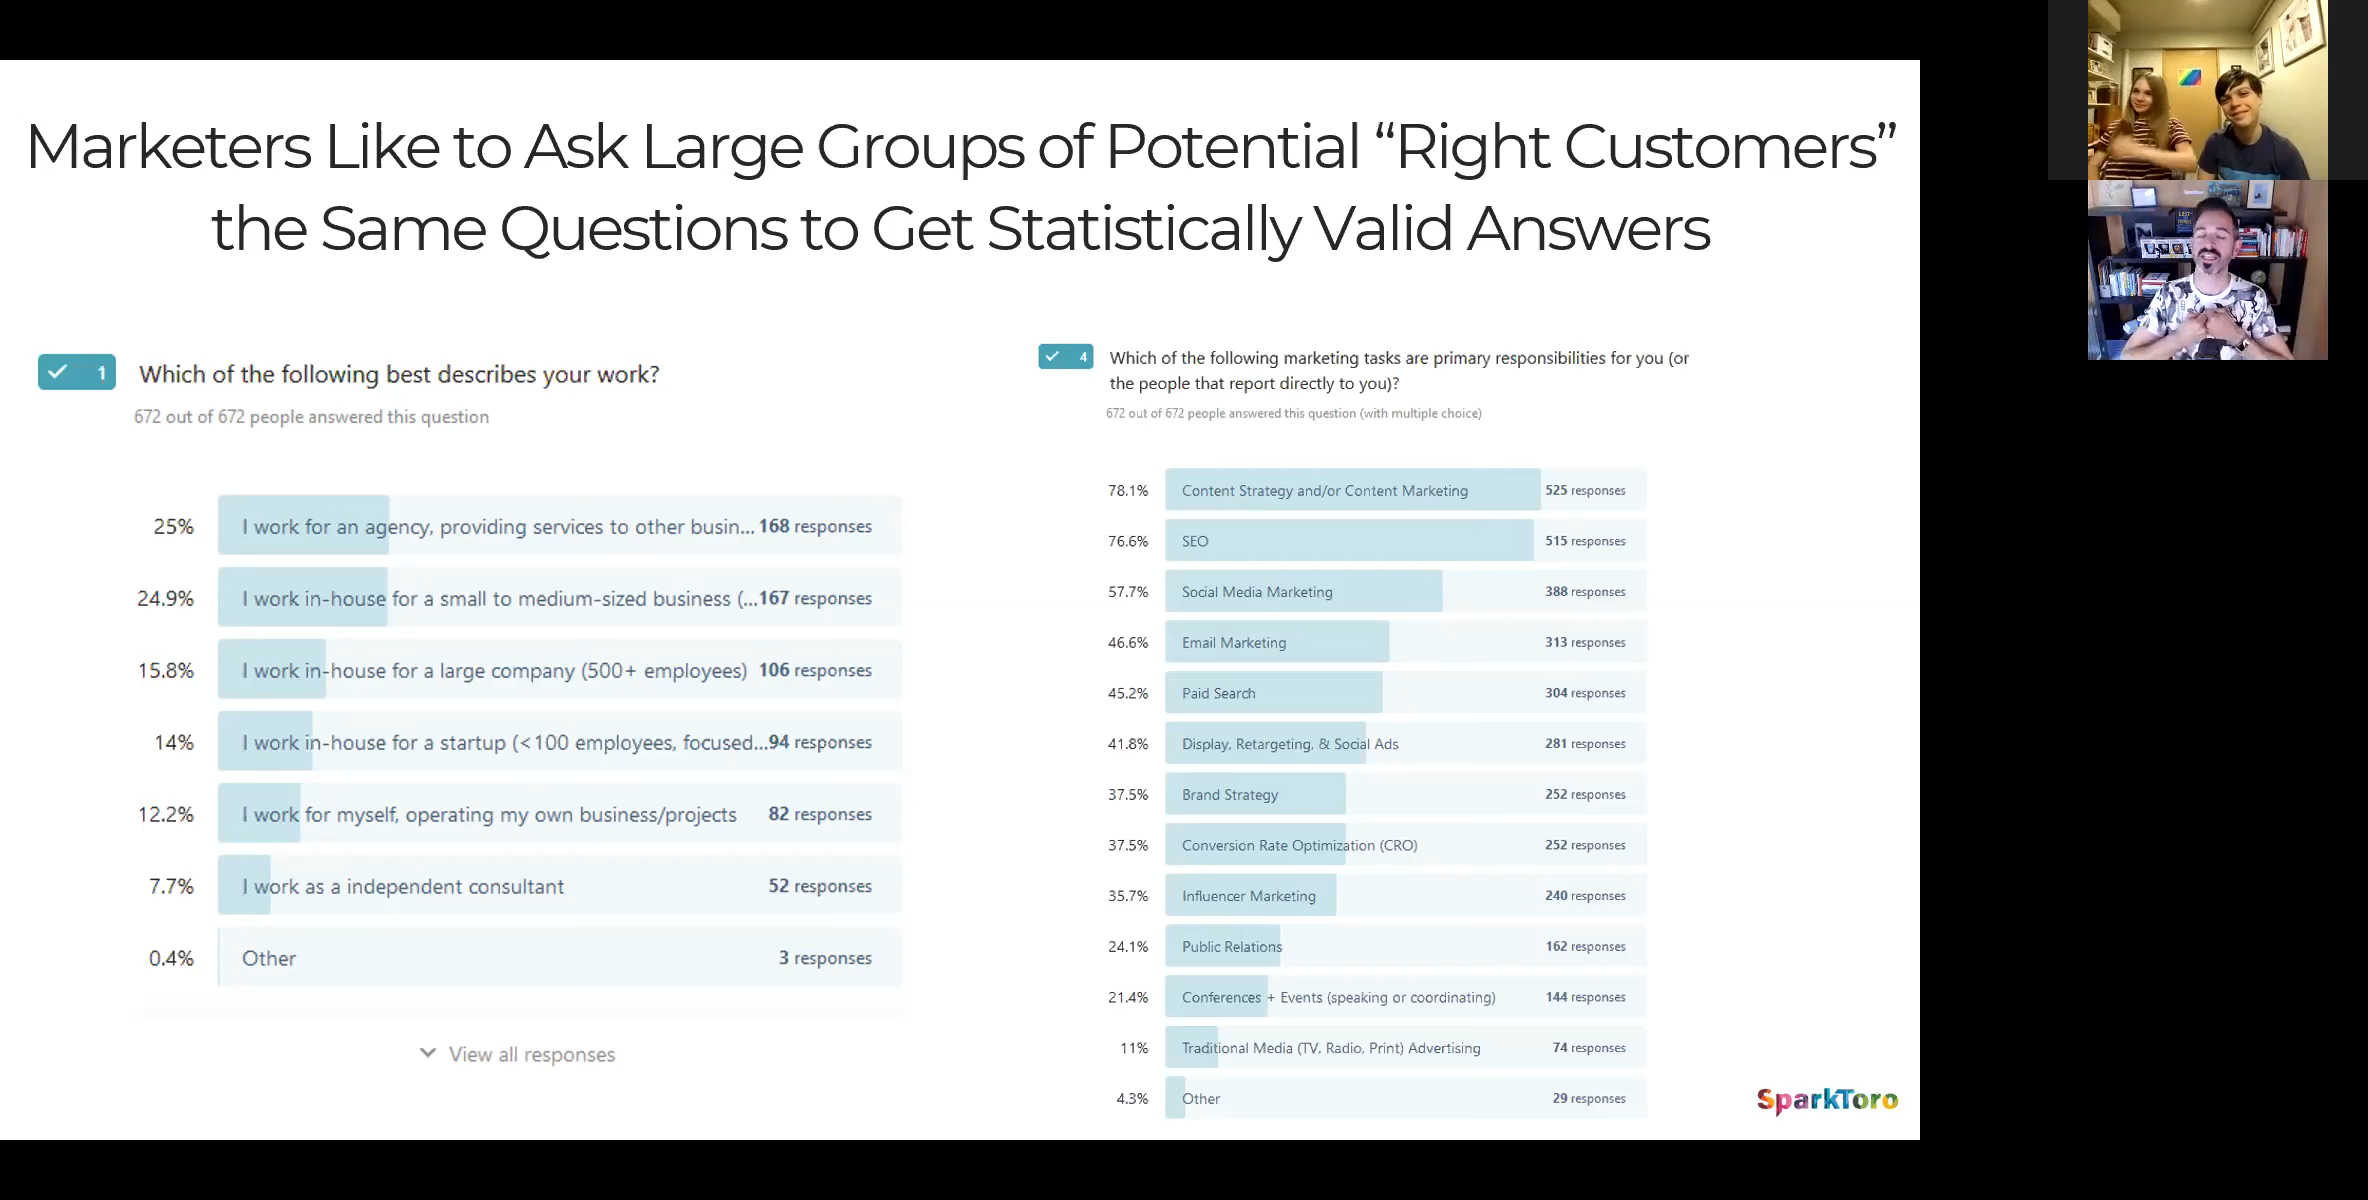 Marketers Like to Ask Large Groups of Potential “Right Customers”
the Same Questions to Get Statistically Valid Answers
1 Which of the following best describes your work?
672 out of 672 people answered this question
25% I work for an agency, providing services to other busin... 168 responses
24.9% I work in-house for a small to medium-sized business (... 167 responses
15.8% I work in-house for a large company (500+ employees) 106 responses
14% I work in-house for a startup (<100 employees, focused... 94 responses
12.2% I work for myself, operating my own business/projects 82 responses
7.7% I work as a independent consultant 52 responses
0.4% Other 3 responses
View all responses
4 Which of the following marketing tasks are primary responsibilities for you (or
the people that report directly to you)?
672 out of 672 people answered this question (with multiple choice)
78.1% Content Strategy and/or Content Marketing 525 responses
76.6% SEO 515 responses
57.7% Social Media Marketing 388 responses
46.6% Email Marketing 313 responses
45.2% Paid Search 304 responses
41.8% Display, Retargeting, & Social Ads 281 responses
37.5% Brand Strategy 252 responses
37.5% Conversion Rate Optimization (CRO) 252 responses
35.7% Influencer Marketing 240 responses
24.1% Public Relations 162 responses
21.4% Conferences + Events (speaking or coordinating) 144 responses
11% Traditional Media (TV, Radio, Print) Advertising 74 responses
4.3% Other 29 responses
SparkToro